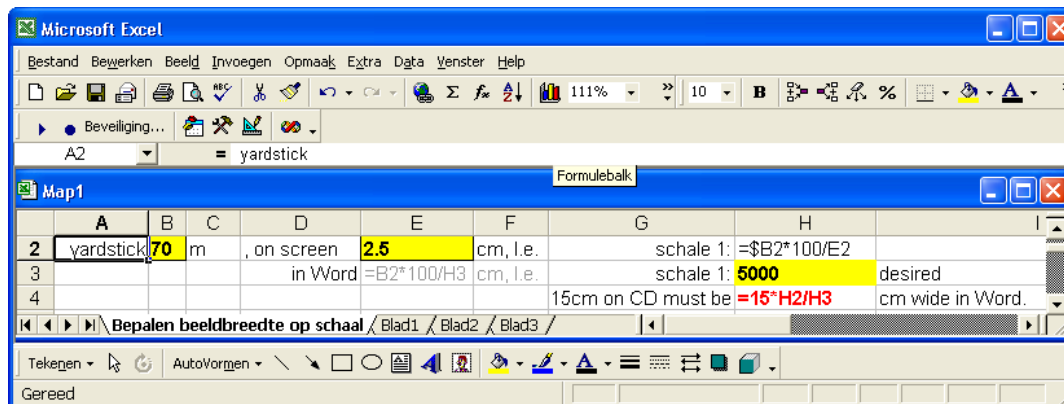 Microsoft Excel
Bestand Bewerken Beeld Invoegen Opmaak Extra Data Venster Help
111% 10 B %
Beveiliging...
A2 = yardstick
Formulebalk
Map1
A B C D E F G H I
2 yardstick 70 m , on screen 2.5 cm, I.e. schale 1: =$B2*100/E2
3 in Word =B2*100/H3 cm, I.e. schale 1: 5000 desired
4 15cm on CD must be =15*H2/H3 cm wide in Word.
Bepalen beeldbreedte op schaal / Blad1 / Blad2 / Blad3 /
Tekenen AutoVormen
Gereed